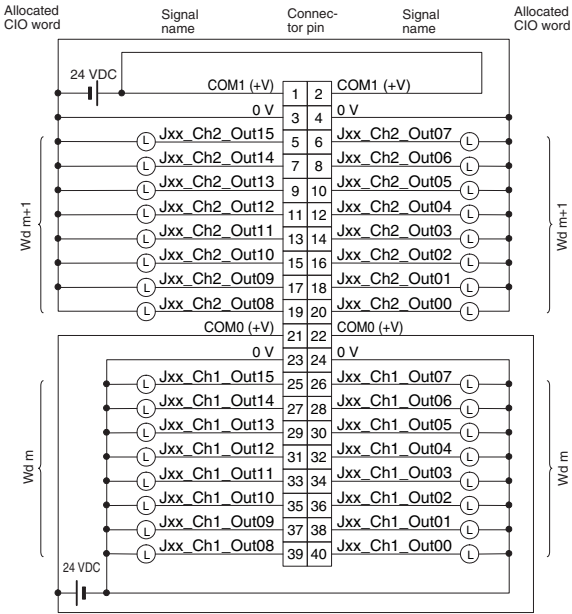 Allocated CIO word Signal name Connec-tor pin Signal name Allocated CIO word
24 VDC
COM1 (+V) 1 2 COM1 (+V)
0 V 3 4 0 V
L Jxx_Ch2_Out15 5 6 Jxx_Ch2_Out07 L
L Jxx_Ch2_Out14 7 8 Jxx_Ch2_Out06 L
L Jxx_Ch2_Out13 9 10 Jxx_Ch2_Out05 L
L Jxx_Ch2_Out12 11 12 Jxx_Ch2_Out04 L
Wd m+1 Wd m+1
L Jxx_Ch2_Out11 13 14 Jxx_Ch2_Out03 L
L Jxx_Ch2_Out10 15 16 Jxx_Ch2_Out02 L
L Jxx_Ch2_Out09 17 18 Jxx_Ch2_Out01 L
L Jxx_Ch2_Out08 19 20 Jxx_Ch2_Out00 L
COM0 (+V) 21 22 COM0 (+V)
0 V 23 24 0 V
L Jxx_Ch1_Out15 25 26 Jxx_Ch1_Out07 L
L Jxx_Ch1_Out14 27 28 Jxx_Ch1_Out06 L
L Jxx_Ch1_Out13 29 30 Jxx_Ch1_Out05 L
L Jxx_Ch1_Out12 31 32 Jxx_Ch1_Out04 L
Wd m Wd m
L Jxx_Ch1_Out11 33 34 Jxx_Ch1_Out03 L
L Jxx_Ch1_Out10 35 36 Jxx_Ch1_Out02 L
L Jxx_Ch1_Out09 37 38 Jxx_Ch1_Out01 L
L Jxx_Ch1_Out08 39 40 Jxx_Ch1_Out00 L
24 VDC